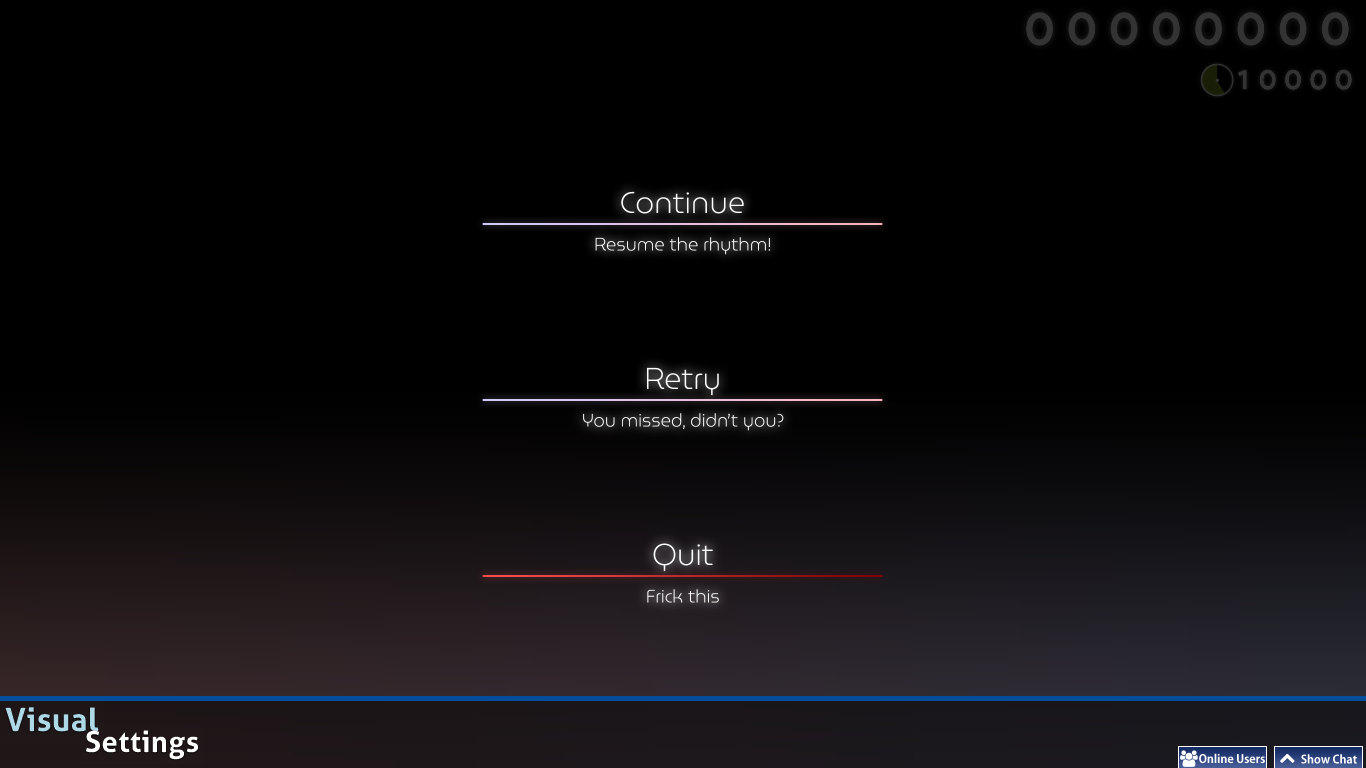 00000000
10000
Continue
Resume the rhythm!
Retry
You missed, didn't you?
Quit
Frick this
Visual
Settings
Online Users
Show Chat